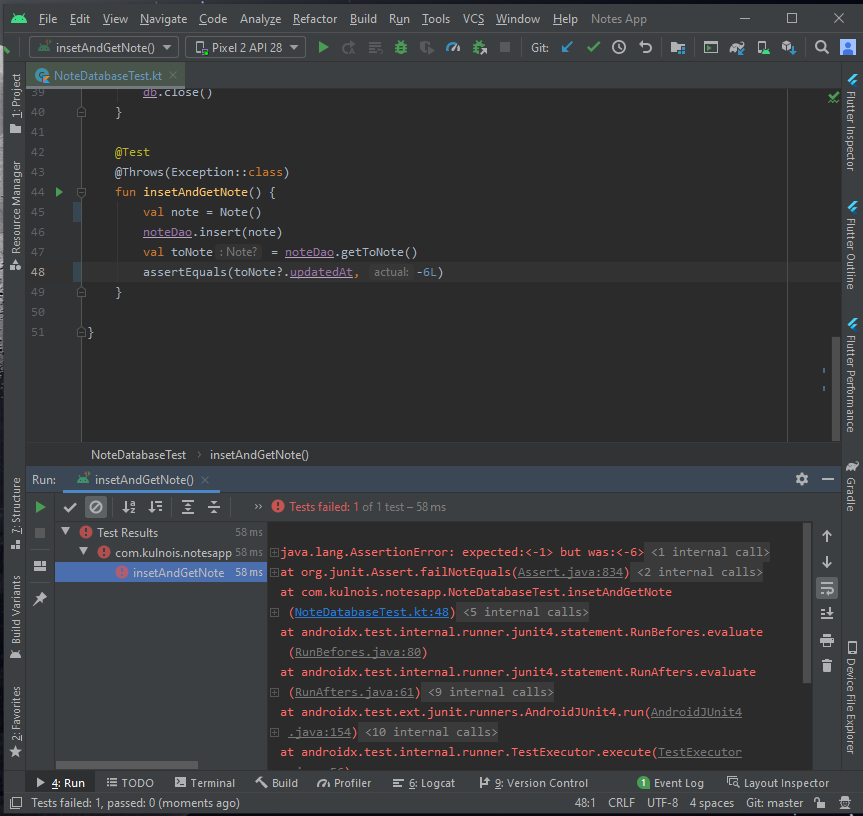 File Edit View Navigate Code Analyze Refactor Build Run Tools VCS Window Help Notes App
insetAndGetNote() Pixel 2 API 28 Git:
NoteDatabaseTest.kt
39 db.close()
40 }
41
42 @Test
43 @Throws(Exception::class)
44 fun insetAndGetNote() {
45 val note = Note()
46 noteDao.insert(note)
47 val toNote : Note? = noteDao.getToNote()
48 assertEquals(toNote?.updatedAt, actual: -6L)
49 }
50
51 }
1: Project
Resource Manager
7: Structure
Build Variants
2: Favorites
Flutter Inspector
Flutter Outline
Flutter Performance
Gradle
Device File Explorer
NoteDatabaseTest > insetAndGetNote()
Run: insetAndGetNote()
>> Tests failed: 1 of 1 test – 58 ms
Test Results 58 ms
com.kulnois.notesapp 58 ms
insetAndGetNote 58 ms
java.lang.AssertionError: expected:<-1> but was:<-6> <1 internal call>
at org.junit.Assert.failNotEquals(Assert.java:834) <2 internal calls>
at com.kulnois.notesapp.NoteDatabaseTest.insetAndGetNote
(NoteDatabaseTest.kt:48) <5 internal calls>
at androidx.test.internal.runner.junit4.statement.RunBefores.evaluate
(RunBefores.java:80)
at androidx.test.internal.runner.junit4.statement.RunAfters.evaluate
(RunAfters.java:61) <9 internal calls>
at androidx.test.ext.junit.runners.AndroidJUnit4.run(AndroidJUnit4
.java:154) <10 internal calls>
at androidx.test.internal.runner.TestExecutor.execute(TestExecutor
4: Run TODO Terminal Build Profiler 6: Logcat 9: Version Control 1 Event Log Layout Inspector
Tests failed: 1, passed: 0 (moments ago) 48:1 CRLF UTF-8 4 spaces Git: master